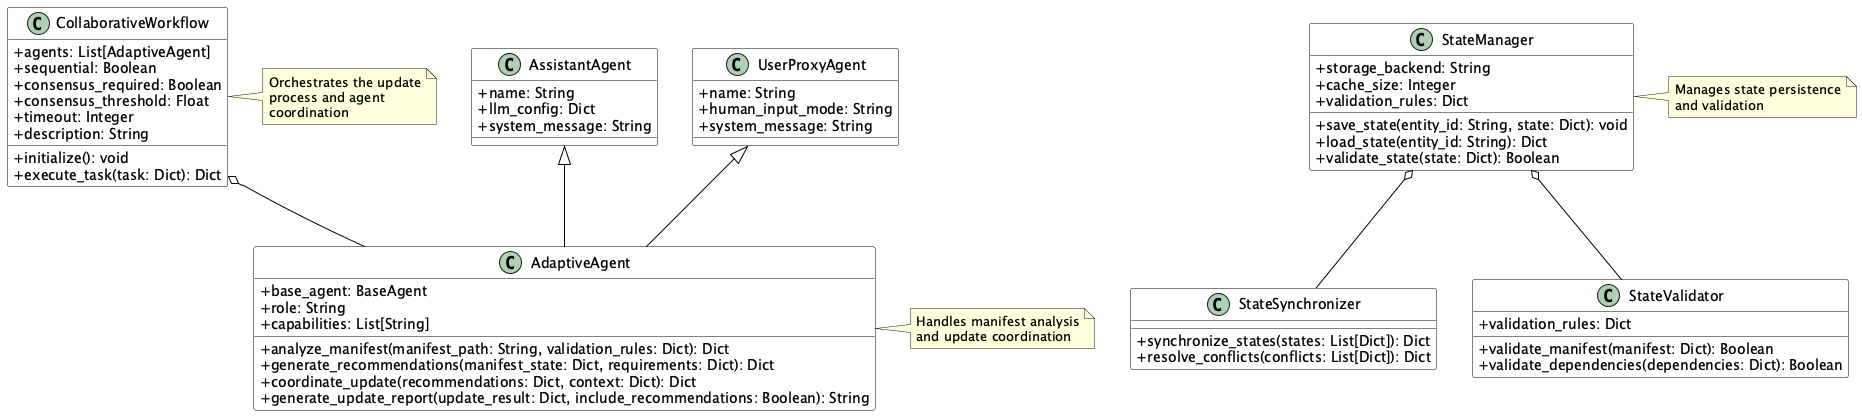 CollaborativeWorkflow
+agents: List[AdaptiveAgent]
+sequential: Boolean
+consensus_required: Boolean
+consensus_threshold: Float
+timeout: Integer
+description: String
+initialize(): void
+execute_task(task: Dict): Dict
Orchestrates the update
process and agent
coordination
AssistantAgent
+name: String
+llm_config: Dict
+system_message: String
UserProxyAgent
+name: String
+human_input_mode: String
+system_message: String
StateManager
+storage_backend: String
+cache_size: Integer
+validation_rules: Dict
+save_state(entity_id: String, state: Dict): void
+load_state(entity_id: String): Dict
+validate_state(state: Dict): Boolean
Manages state persistence
and validation
AdaptiveAgent
+base_agent: BaseAgent
+role: String
+capabilities: List[String]
+analyze_manifest(manifest_path: String, validation_rules: Dict): Dict
+generate_recommendations(manifest_state: Dict, requirements: Dict): Dict
+coordinate_update(recommendations: Dict, context: Dict): Dict
+generate_update_report(update_result: Dict, include_recommendations: Boolean): String
Handles manifest analysis
and update coordination
StateSynchronizer
+synchronize_states(states: List[Dict]): Dict
+resolve_conflicts(conflicts: List[Dict]): Dict
StateValidator
+validation_rules: Dict
+validate_manifest(manifest: Dict): Boolean
+validate_dependencies(dependencies: Dict): Boolean